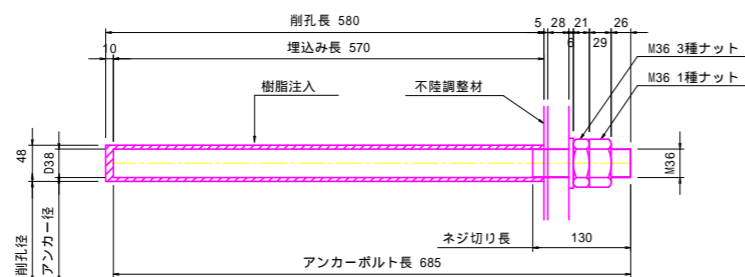 削孔長 580
5 28 21 26
6 29
10 埋込み長 570
M36 3種ナット
M36 1種ナット
樹脂注入
不陸調整材
48
D38
M36
ネジ切り長 130
アンカーボルト長 685
削孔径
アンカー径